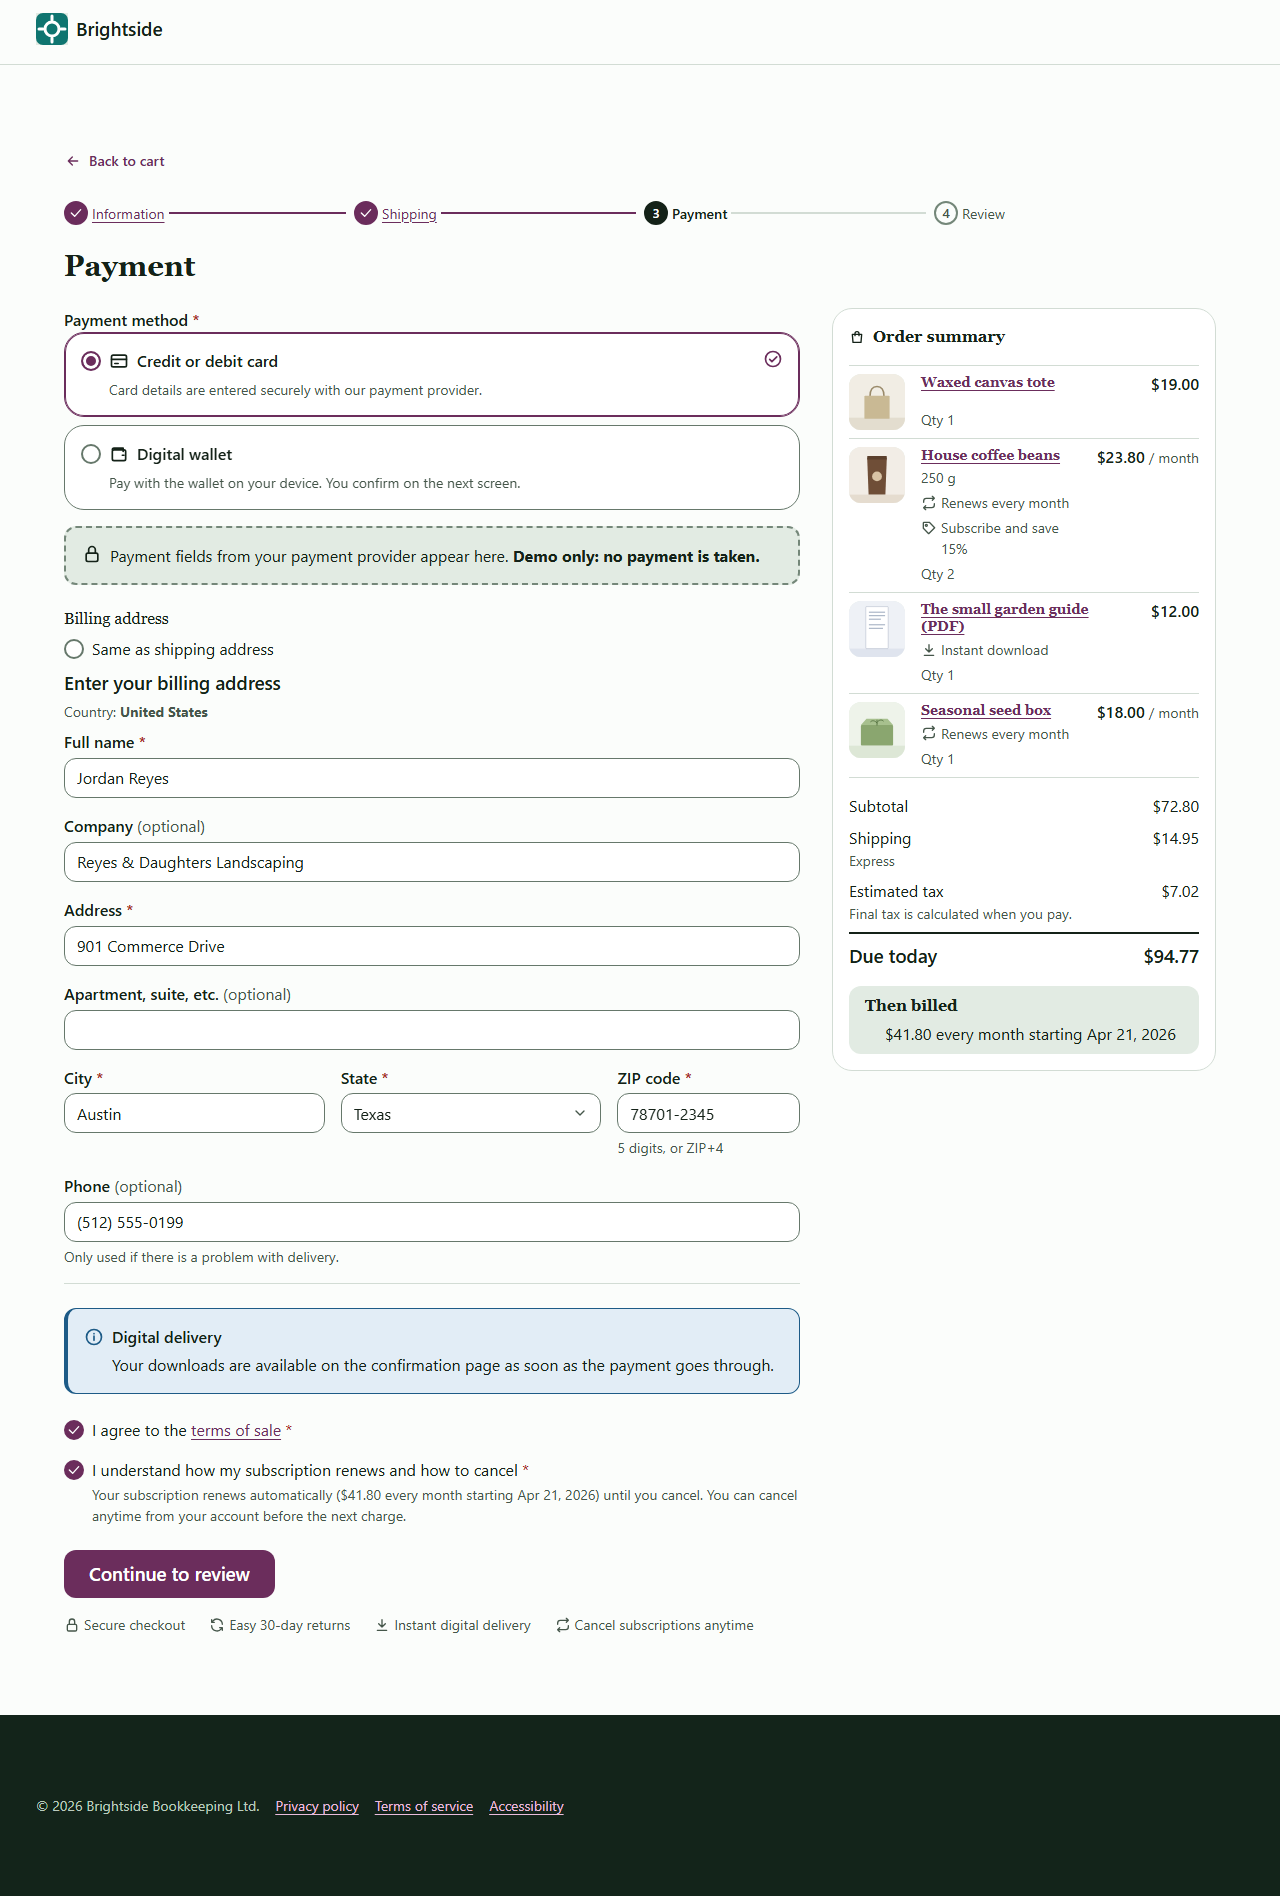 Brightside
Back to cart
Information
Shipping
3 Payment
4 Review
Payment
Payment method *
Credit or debit card
Card details are entered securely with our payment provider.
Digital wallet
Pay with the wallet on your device. You confirm on the next screen.
Payment fields from your payment provider appear here. Demo only: no payment is taken.
Billing address
Same as shipping address
Enter your billing address
Country: United States
Full name *
Jordan Reyes
Company (optional)
Reyes & Daughters Landscaping
Address *
901 Commerce Drive
Apartment, suite, etc. (optional)
City *
Austin
State *
Texas
ZIP code *
78701-2345
5 digits, or ZIP+4
Phone (optional)
(512) 555-0199
Only used if there is a problem with delivery.
Digital delivery
Your downloads are available on the confirmation page as soon as the payment goes through.
I agree to the terms of sale *
I understand how my subscription renews and how to cancel *
Your subscription renews automatically ($41.80 every month starting Apr 21, 2026) until you cancel. You can cancel
anytime from your account before the next charge.
Continue to review
Secure checkout
Easy 30-day returns
Instant digital delivery
Cancel subscriptions anytime
Order summary
Waxed canvas tote
$19.00
Qty 1
House coffee beans
$23.80 / month
250 g
Renews every month
Subscribe and save
15%
Qty 2
The small garden guide
(PDF)
$12.00
Instant download
Qty 1
Seasonal seed box
$18.00 / month
Renews every month
Qty 1
Subtotal $72.80
Shipping $14.95
Express
Estimated tax $7.02
Final tax is calculated when you pay.
Due today $94.77
Then billed
$41.80 every month starting Apr 21, 2026
© 2026 Brightside Bookkeeping Ltd. Privacy policy Terms of service Accessibility